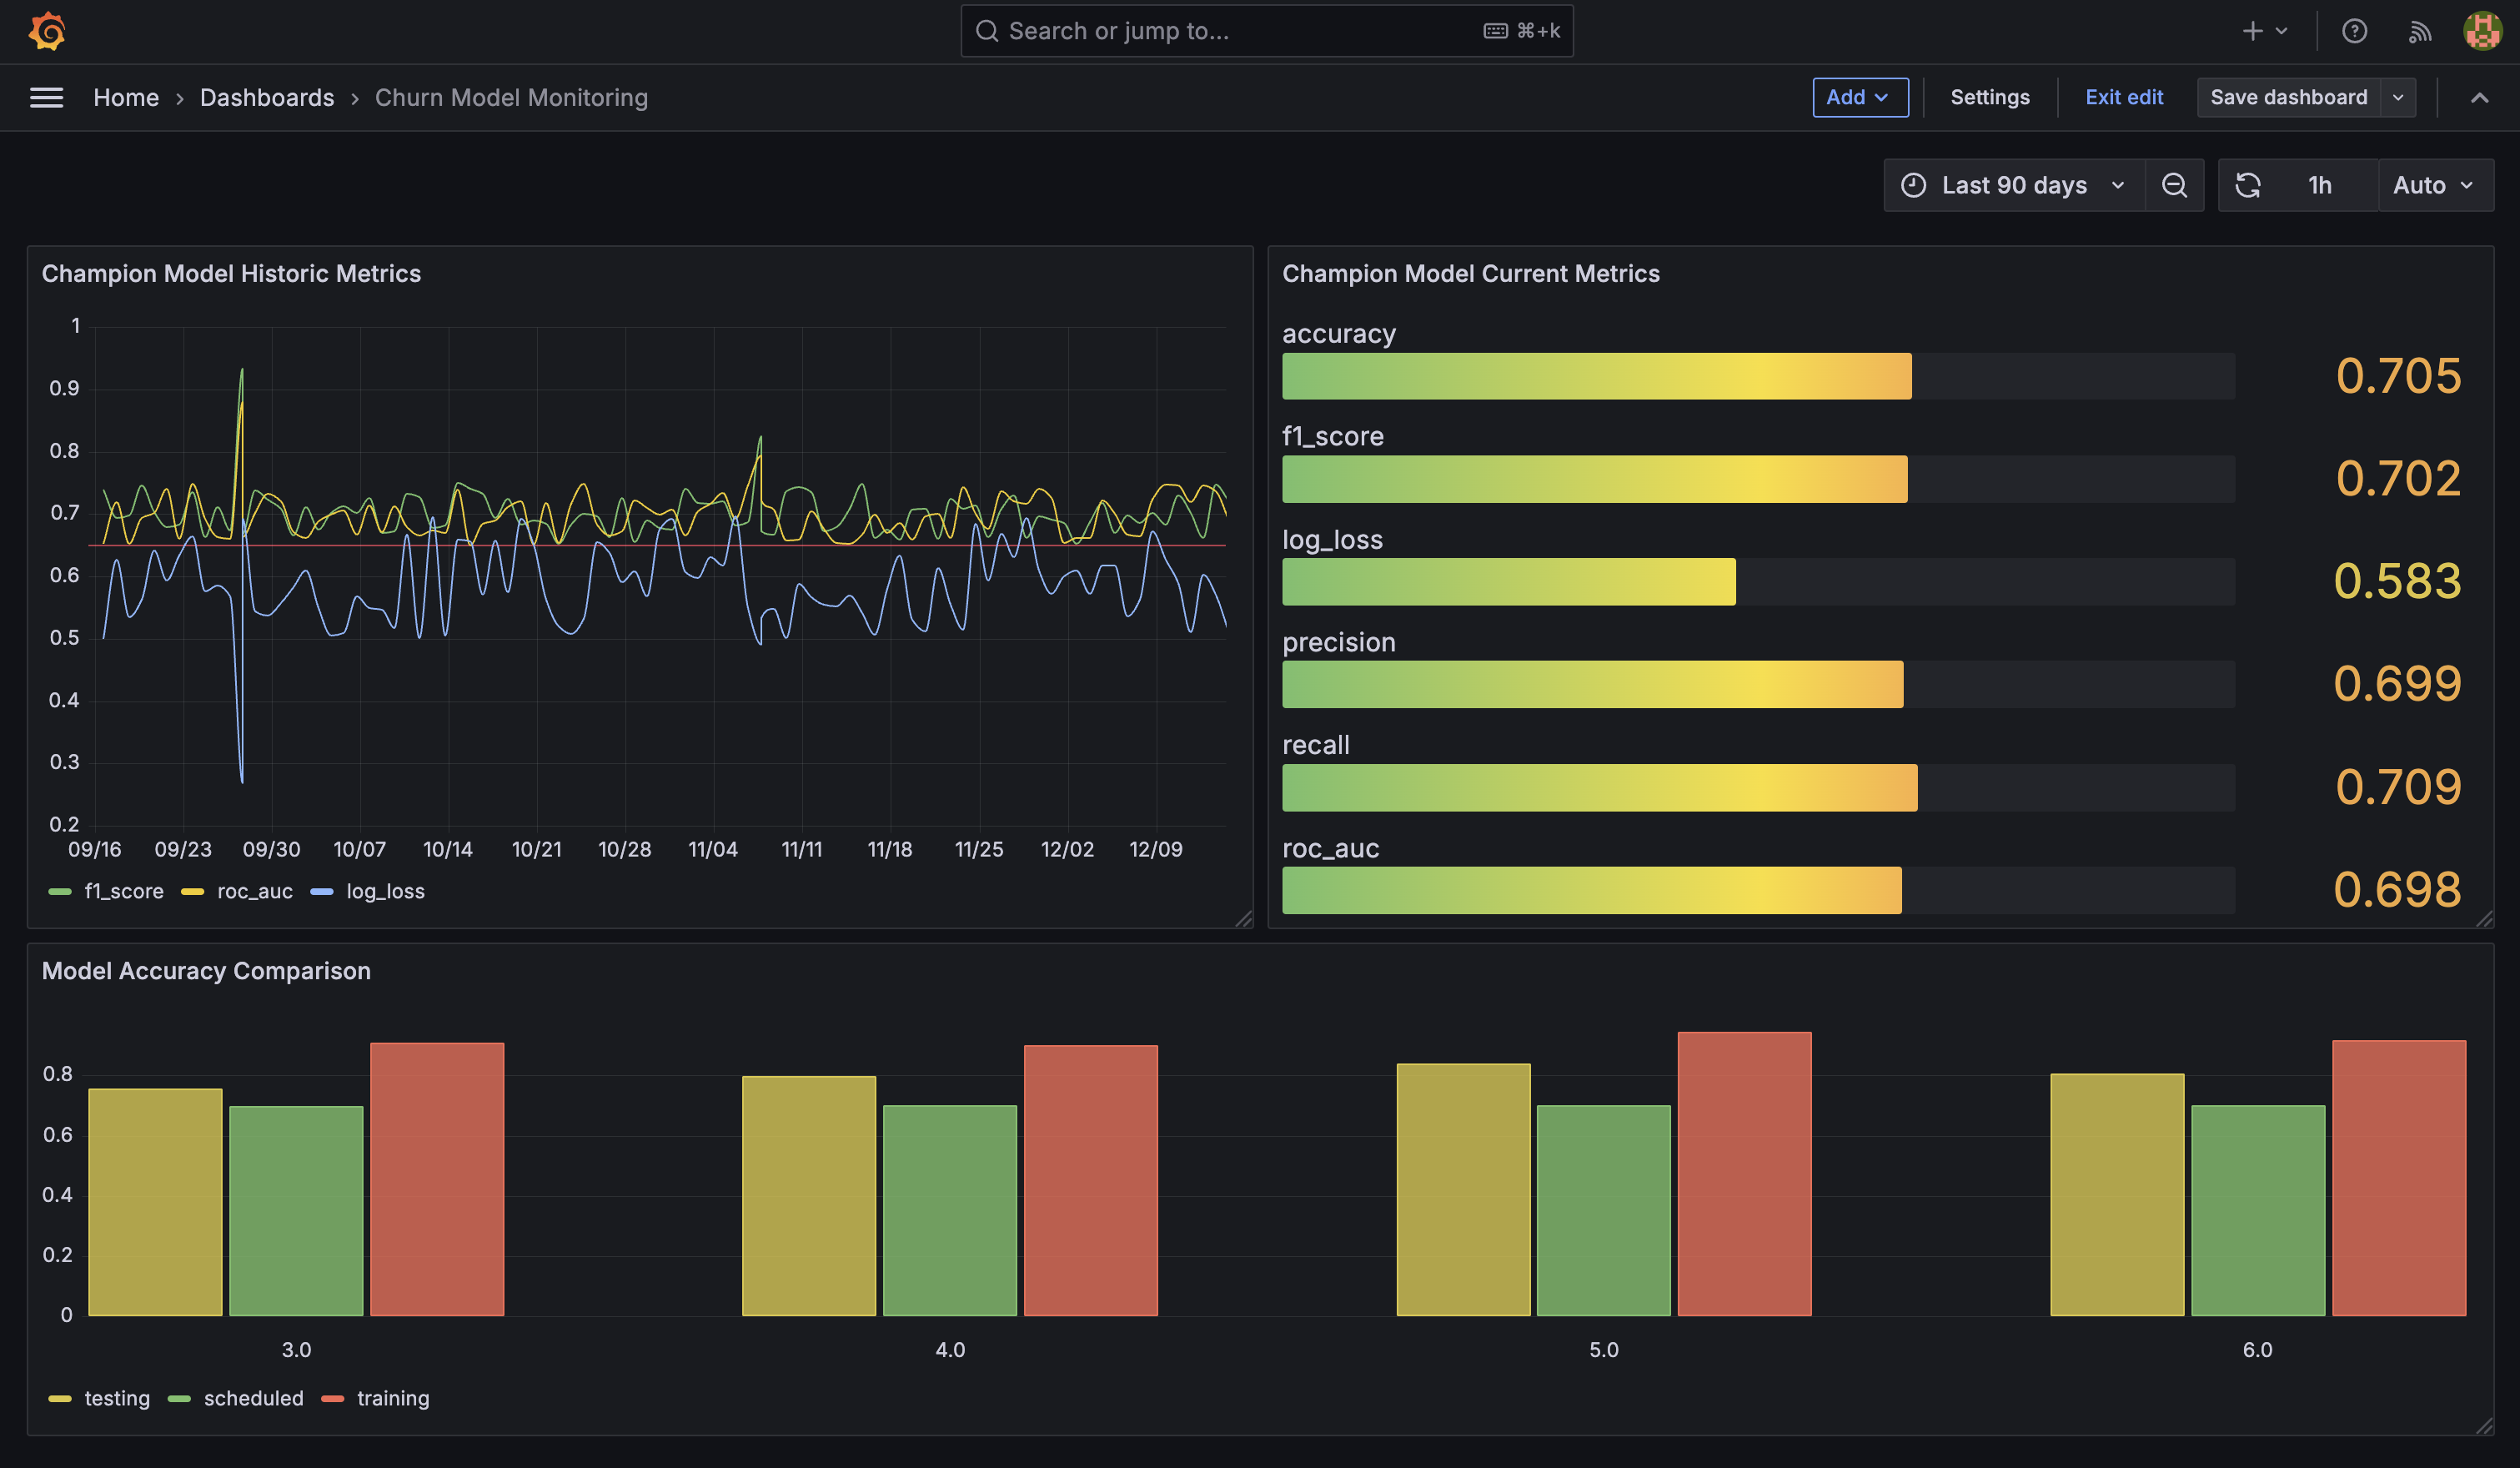 Search or jump to... ⌘+k
Home > Dashboards > Churn Model Monitoring
Add Settings Exit edit Save dashboard
Last 90 days 1h Auto
Champion Model Historic Metrics
1
0.9
0.8
0.7
0.6
0.5
0.4
0.3
0.2
09/16 09/23 09/30 10/07 10/14 10/21 10/28 11/04 11/11 11/18 11/25 12/02 12/09
f1_score roc_auc log_loss
Champion Model Current Metrics
accuracy
0.705
f1_score
0.702
log_loss
0.583
precision
0.699
recall
0.709
roc_auc
0.698
Model Accuracy Comparison
0.8
0.6
0.4
0.2
0
3.0 4.0 5.0 6.0
testing scheduled training